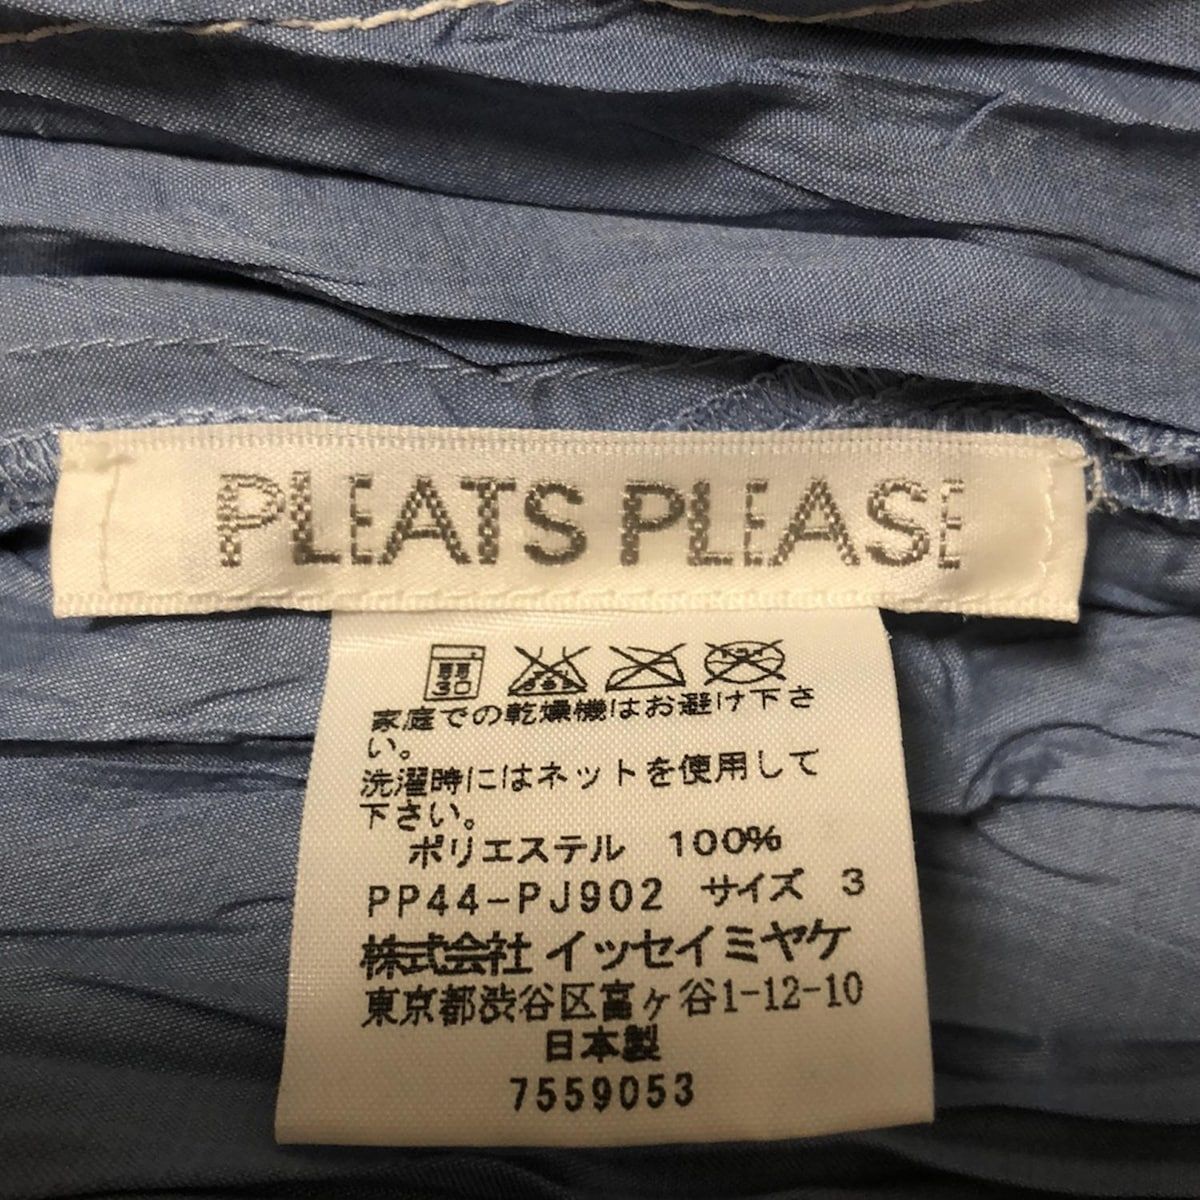 PLEATS PLEASE
30
家庭での乾燥機はお避け下さ
い。
洗濯時にはネットを使用して
下さい。
ポリエステル 100%
PP44-PJ902 サイズ 3
株式会社 イッセイミヤケ
東京都渋谷区富ヶ谷1-12-10
日本製
7559053